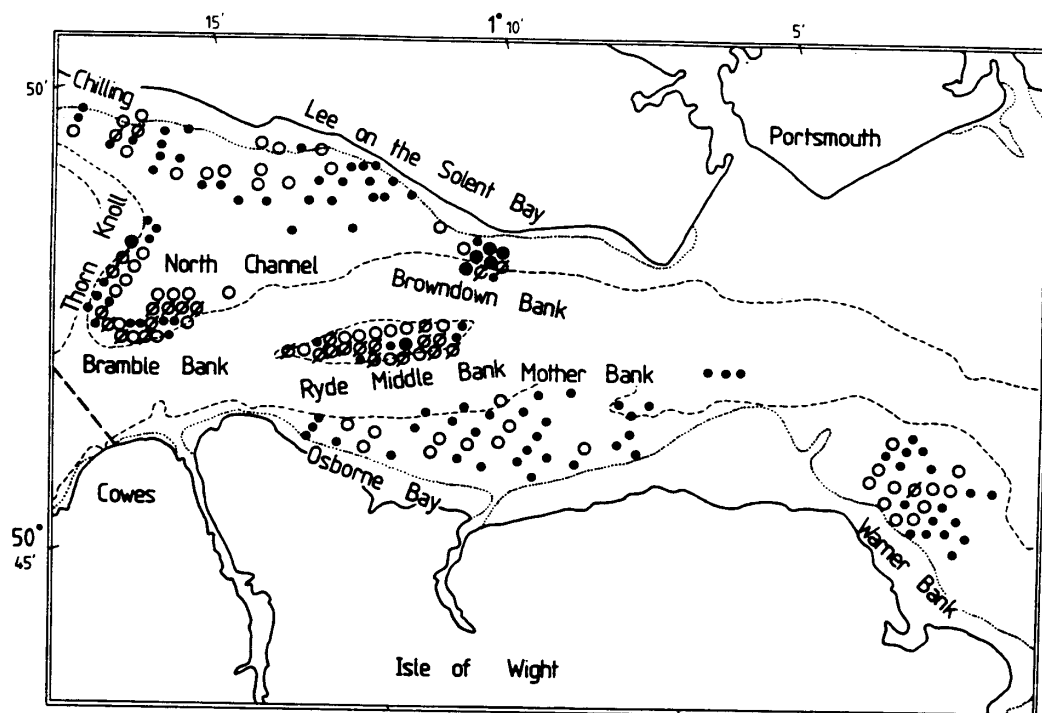 15'
1° 10'
5'
50'
Chilling
Lee on the Solent Bay
Portsmouth
Thorn Knoll
North Channel
Browndown Bank
Bramble Bank
Ryde Middle Bank
Mother Bank
Osborne Bay
Cowes
50°
45'
Warner Bank
Isle of Wight